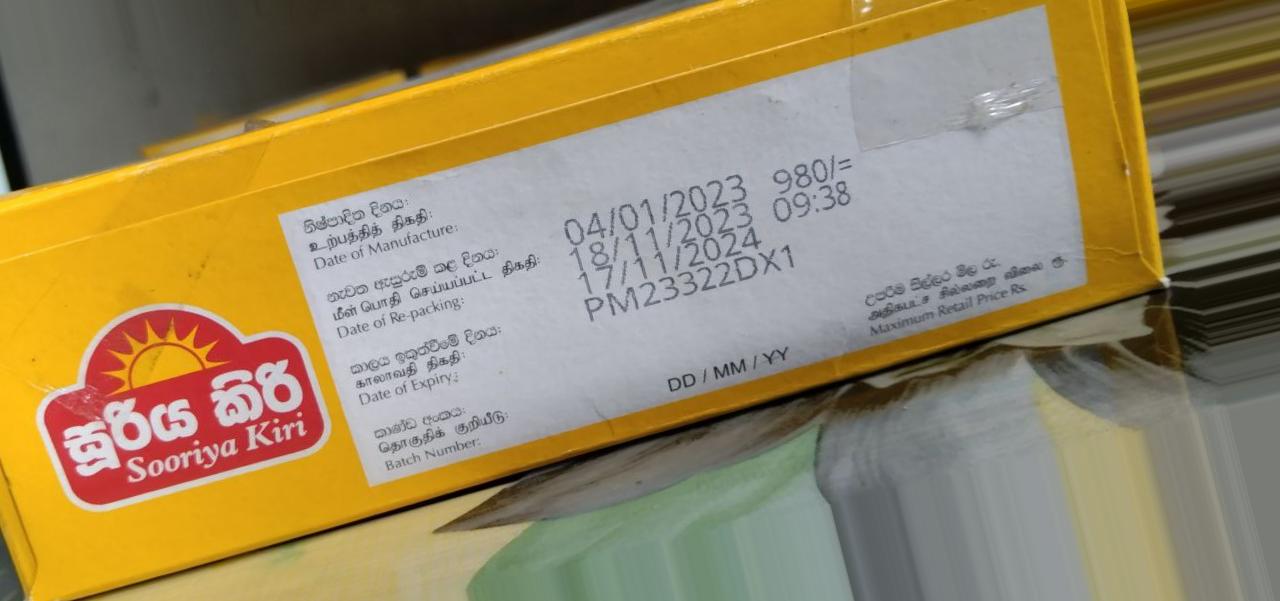 නිෂ්පාදිත දිනය:
உற்பத்தித் திகதி:
Date of Manufacture:
නැවත ඇසුරුම් කළ දිනය:
மீள் பொதி செய்யப்பட்ட திகதி:
Date of Re-packing:
කාලය ඉකුත්වීමේ දිනය:
காலாவதி திகதி:
Date of Expiry:
කාණ්ඩ අංකය:
தொகுதிக் குறியீடு:
Batch Number:
04/01/2023 980/=
18/11/2023 09:38
17/11/2024
PM23322DX1
DD / MM / YY
උපරිම සිල්ලර මිල රු.
அதிகபட்ச சில்லறை விலை ரூ.
Maximum Retail Price Rs.
සූරිය කිරි
Sooriya Kiri